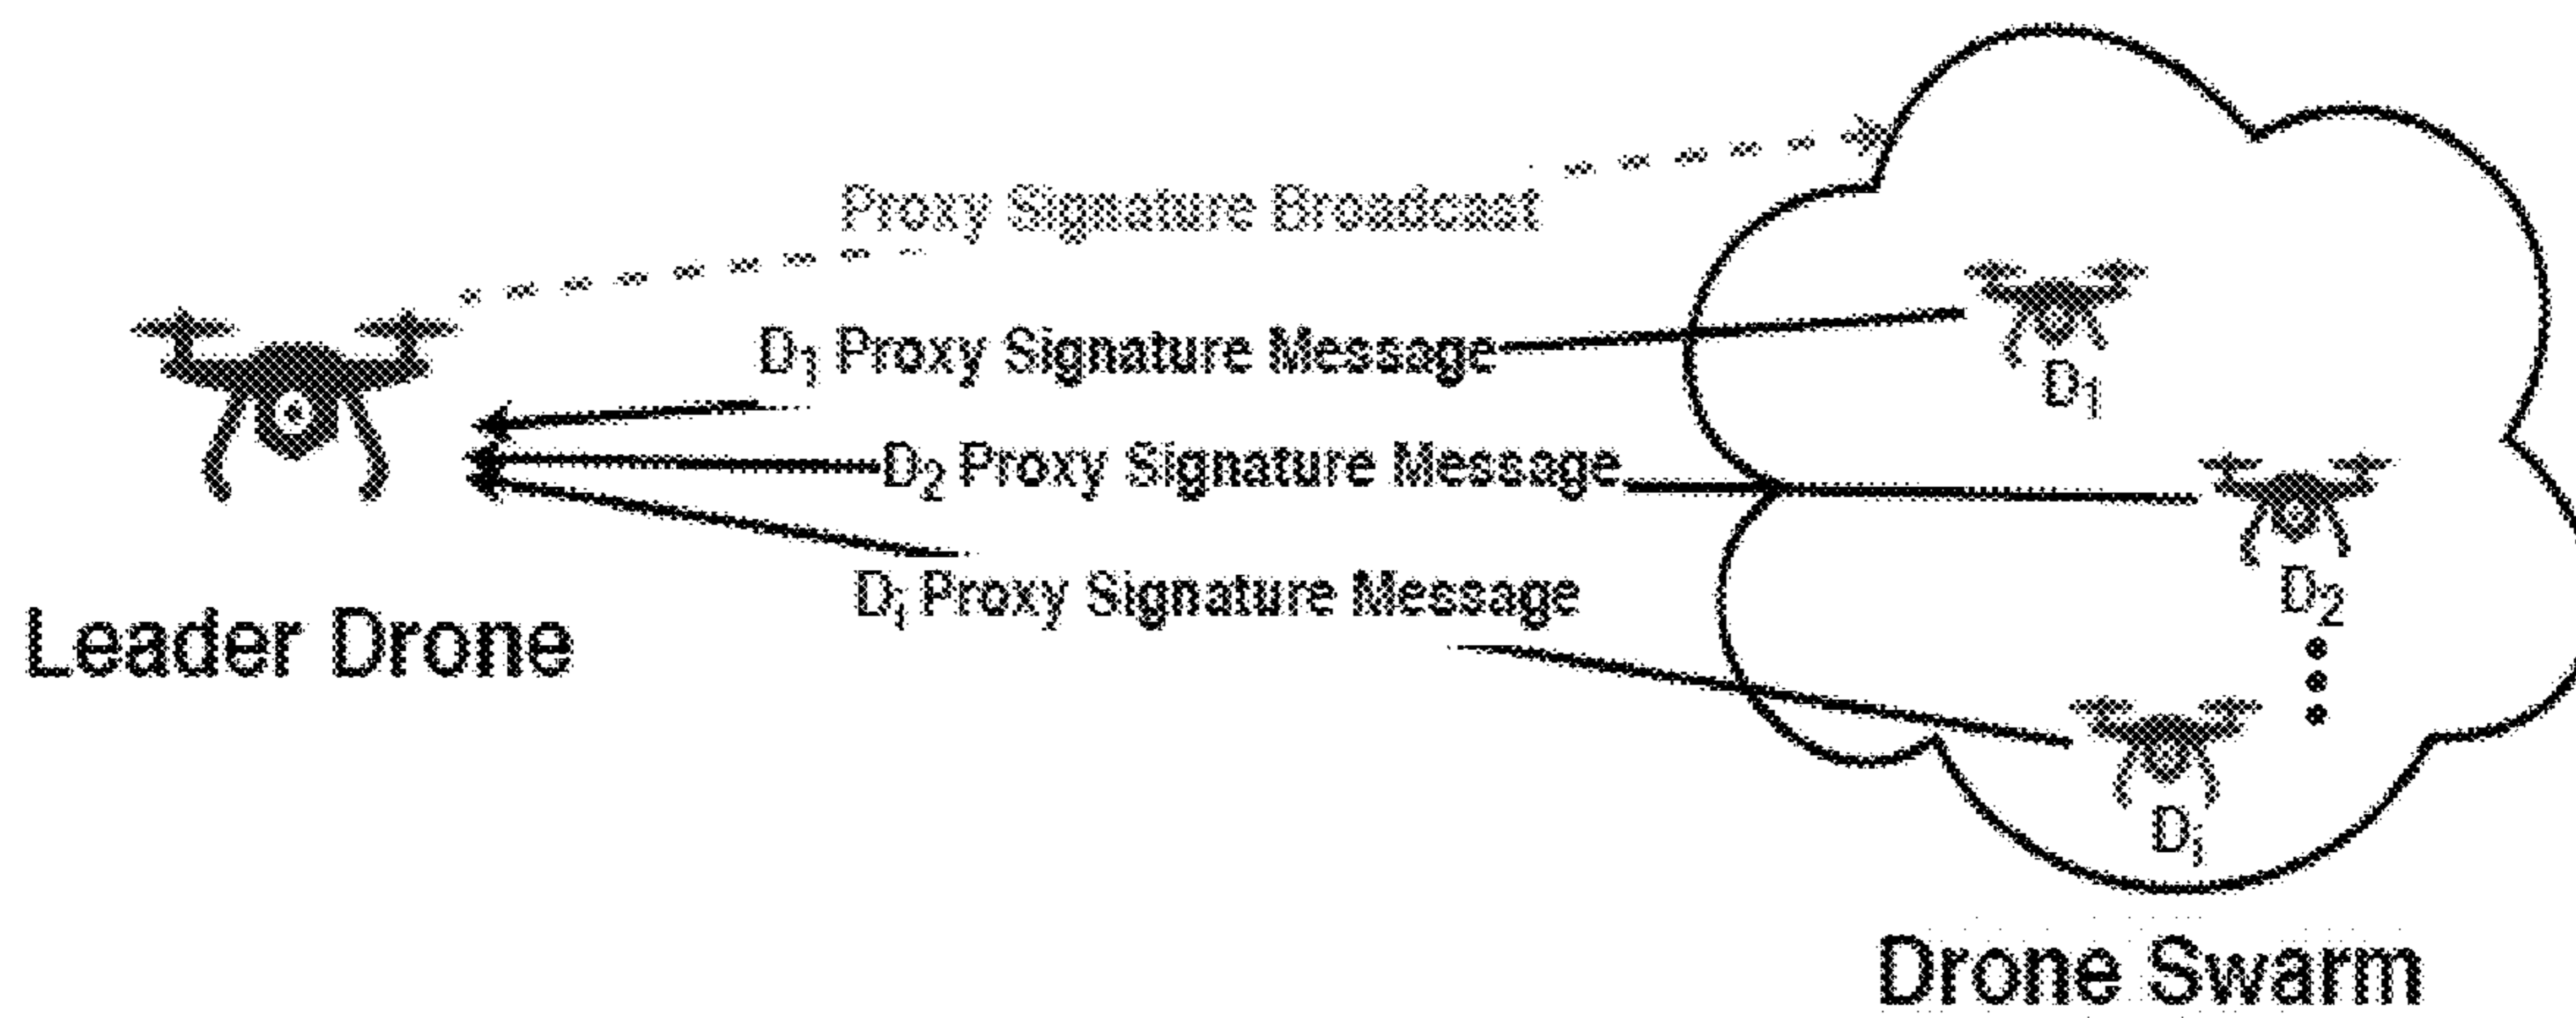 Proxy Signature Broadcast
D1 Proxy Signature Message
D1
D2 Proxy Signature Message
D2
Di Proxy Signature Message
Leader Drone
Di
Drone Swarm